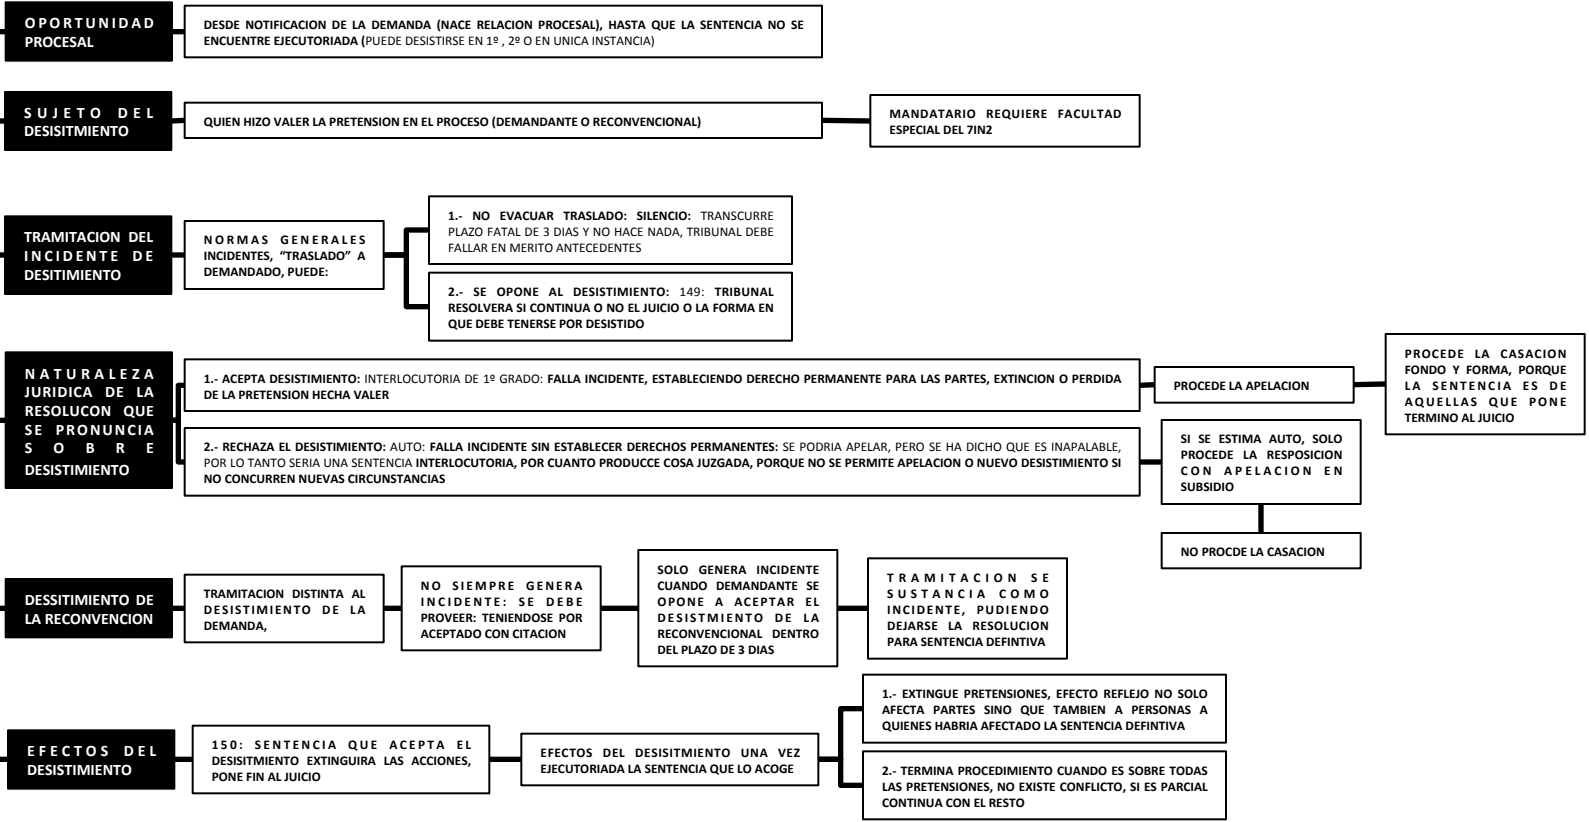 OPORTUNIDAD
PROCESAL
DESDE NOTIFICACION DE LA DEMANDA (NACE RELACION PROCESAL), HASTA QUE LA SENTENCIA NO SE
ENCUENTRE EJECUTORIADA (PUEDE DESISTIRSE EN 1º , 2º O EN UNICA INSTANCIA)
SUJETO DEL
DESISITMIENTO
QUIEN HIZO VALER LA PRETENSION EN EL PROCESO (DEMANDANTE O RECONVENCIONAL)
MANDATARIO REQUIERE FACULTAD
ESPECIAL DEL 7IN2
TRAMITACION DEL
INCIDENTE DE
DESITIMIENTO
NORMAS GENERALES
INCIDENTES, “TRASLADO” A
DEMANDADO, PUEDE:
1.- NO EVACUAR TRASLADO: SILENCIO: TRANSCURRE
PLAZO FATAL DE 3 DIAS Y NO HACE NADA, TRIBUNAL DEBE
FALLAR EN MERITO ANTECEDENTES
2.- SE OPONE AL DESISTIMIENTO: 149: TRIBUNAL
RESOLVERA SI CONTINUA O NO EL JUICIO O LA FORMA EN
QUE DEBE TENERSE POR DESISTIDO
NATURALEZA
JURIDICA DE LA
RESOLUCON QUE
SE PRONUNCIA
SOBRE
DESISTIMIENTO
1.- ACEPTA DESISTIMIENTO: INTERLOCUTORIA DE 1º GRADO: FALLA INCIDENTE, ESTABLECIENDO DERECHO PERMANENTE PARA LAS PARTES, EXTINCION O PERDIDA
DE LA PRETENSION HECHA VALER
PROCEDE LA APELACION
PROCEDE LA CASACION
FONDO Y FORMA, PORQUE
LA SENTENCIA ES DE
AQUELLAS QUE PONE
TERMINO AL JUICIO
2.- RECHAZA EL DESISTIMIENTO: AUTO: FALLA INCIDENTE SIN ESTABLECER DERECHOS PERMANENTES: SE PODRIA APELAR, PERO SE HA DICHO QUE ES INAPALABLE,
POR LO TANTO SERIA UNA SENTENCIA INTERLOCUTORIA, POR CUANTO PRODUCCE COSA JUZGADA, PORQUE NO SE PERMITE APELACION O NUEVO DESISTIMIENTO SI
NO CONCURREN NUEVAS CIRCUNSTANCIAS
SI SE ESTIMA AUTO, SOLO
PROCEDE LA RESPOSICION
CON APELACION EN
SUBSIDIO
NO PROCDE LA CASACION
DESSITIMIENTO DE
LA RECONVENCION
TRAMITACION DISTINTA AL
DESISTIMIENTO DE LA
DEMANDA,
NO SIEMPRE GENERA
INCIDENTE: SE DEBE
PROVEER: TENIENDOSE POR
ACEPTADO CON CITACION
SOLO GENERA INCIDENTE
CUANDO DEMANDANTE SE
OPONE A ACEPTAR EL
DESISTMIENTO DE LA
RECONVENCIONAL DENTRO
DEL PLAZO DE 3 DIAS
TRAMITACION SE
SUSTANCIA COMO
INCIDENTE, PUDIENDO
DEJARSE LA RESOLUCION
PARA SENTENCIA DEFINTIVA
EFECTOS DEL
DESISTIMIENTO
150: SENTENCIA QUE ACEPTA EL
DESISITMIENTO EXTINGUIRA LAS ACCIONES,
PONE FIN AL JUICIO
EFECTOS DEL DESISITMIENTO UNA VEZ
EJECUTORIADA LA SENTENCIA QUE LO ACOGE
1.- EXTINGUE PRETENSIONES, EFECTO REFLEJO NO SOLO
AFECTA PARTES SINO QUE TAMBIEN A PERSONAS A
QUIENES HABRIA AFECTADO LA SENTENCIA DEFINTIVA
2.- TERMINA PROCEDIMIENTO CUANDO ES SOBRE TODAS
LAS PRETENSIONES, NO EXISTE CONFLICTO, SI ES PARCIAL
CONTINUA CON EL RESTO